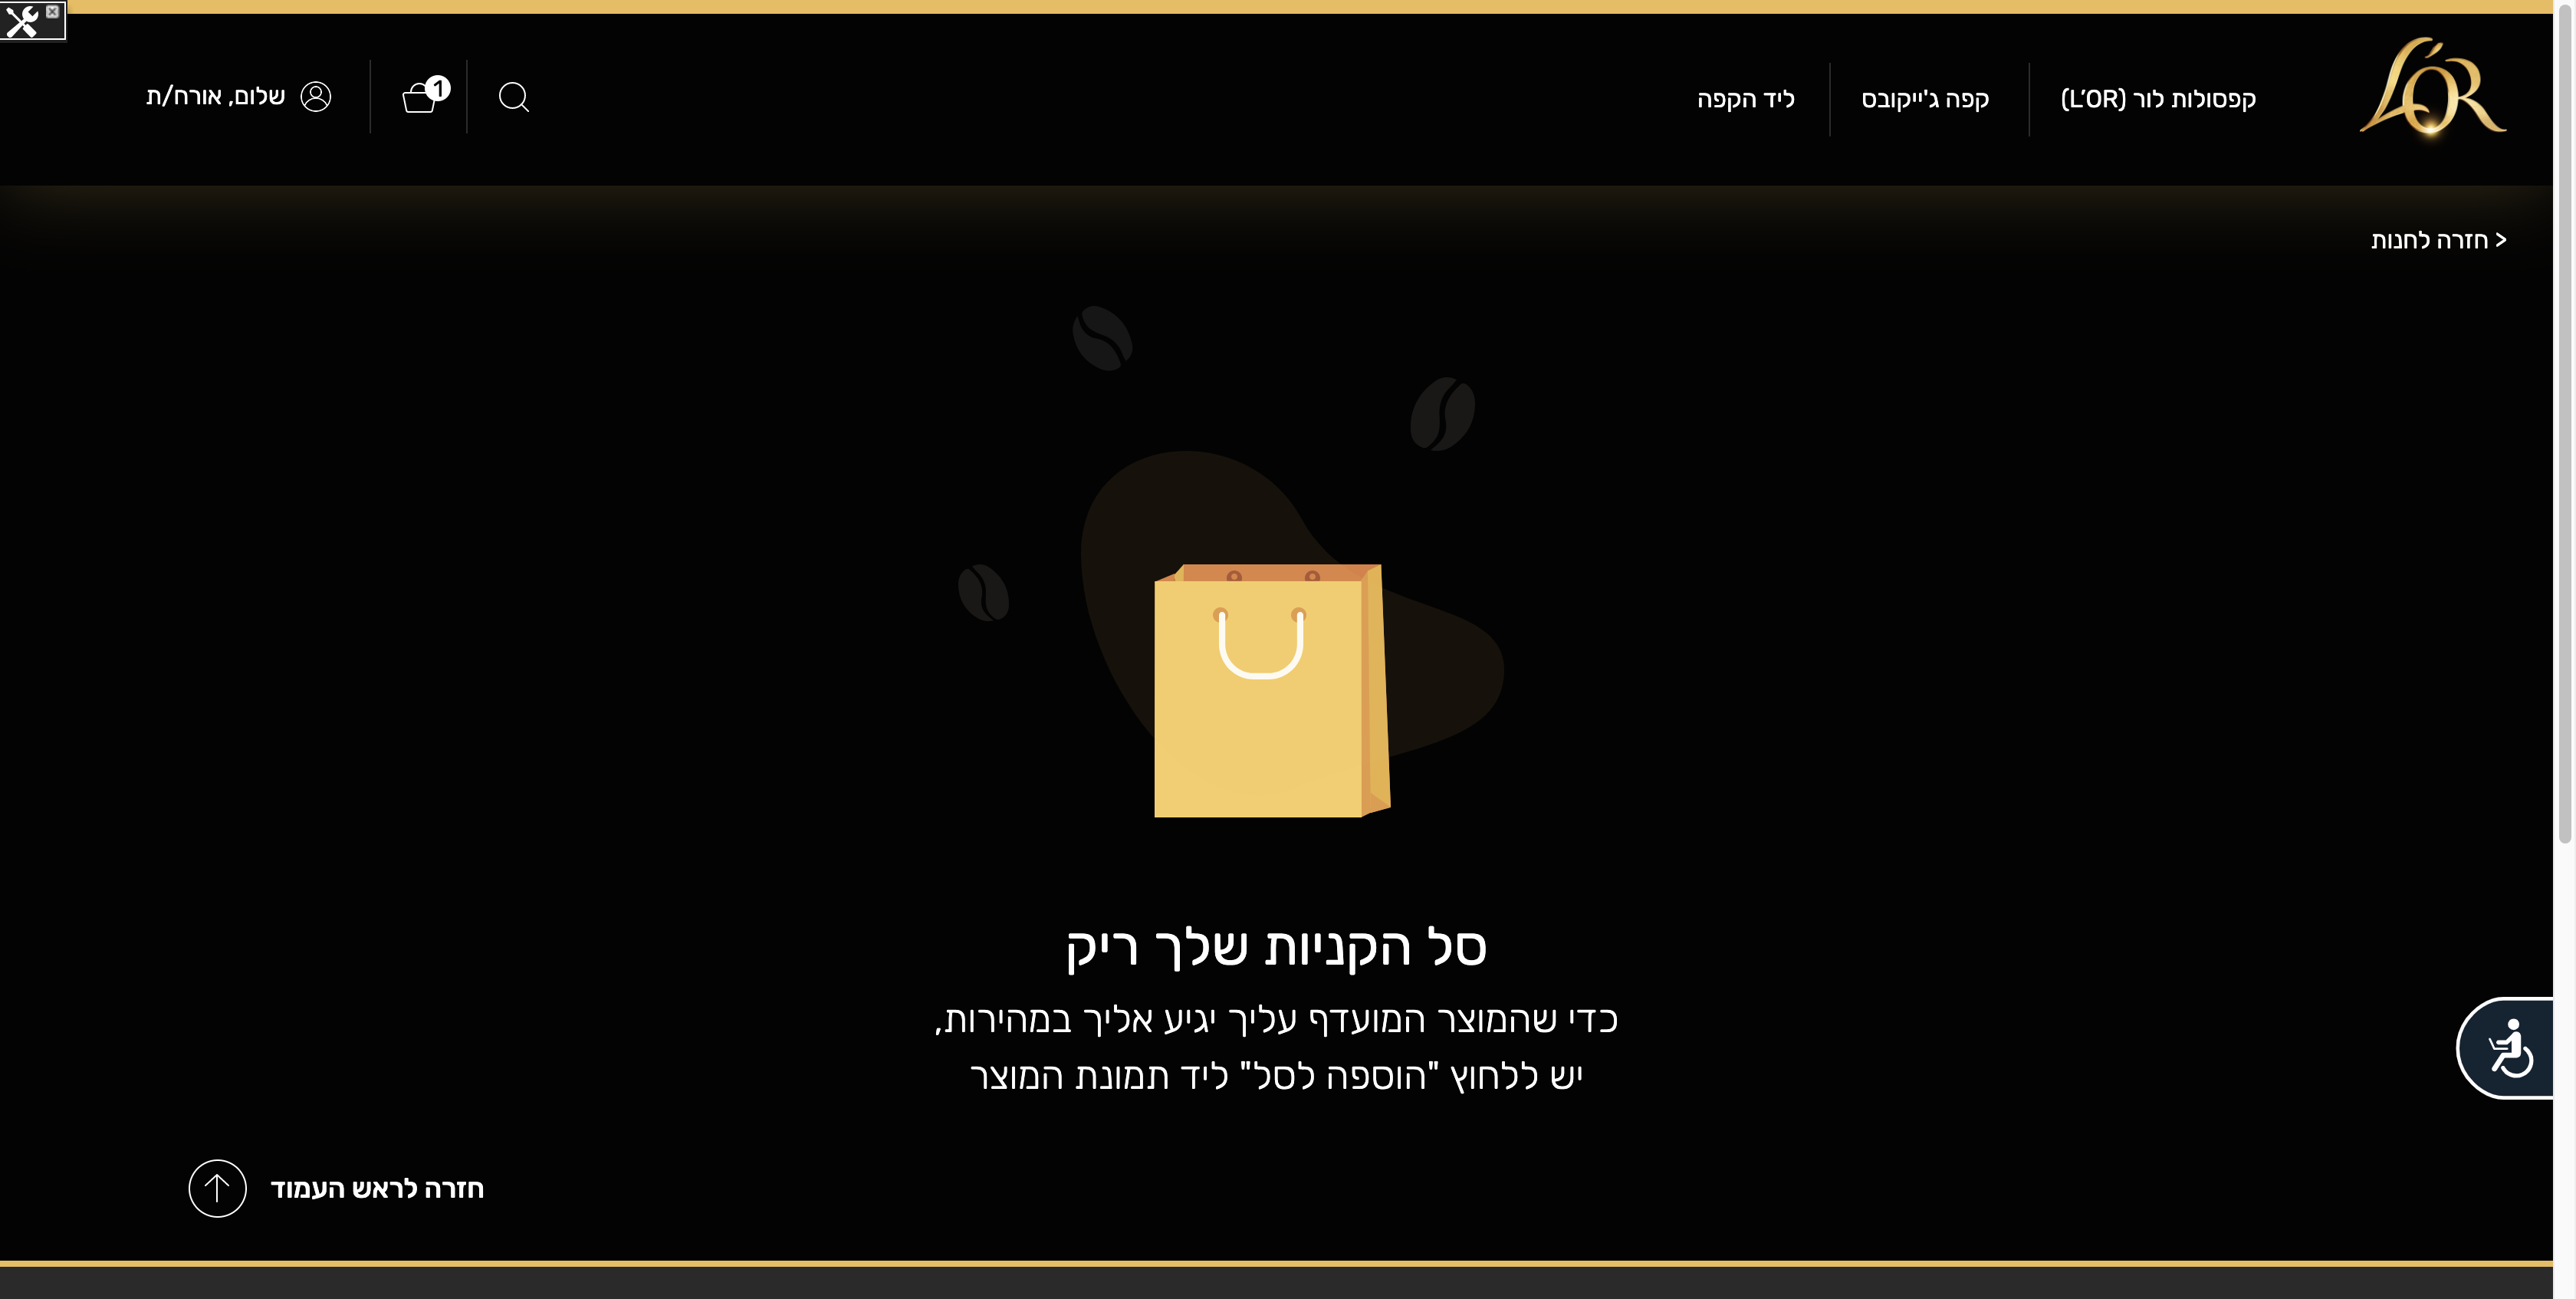 L'OR
קפסולות לור (L'OR)
קפה ג'ייקובס
ליד הקפה
1
שלום, אורח/ת
< חזרה לחנות
סל הקניות שלך ריק
כדי שהמוצר המועדף עליך יגיע אליך במהירות,
יש ללחוץ "הוספה לסל" ליד תמונת המוצר
חזרה לראש העמוד